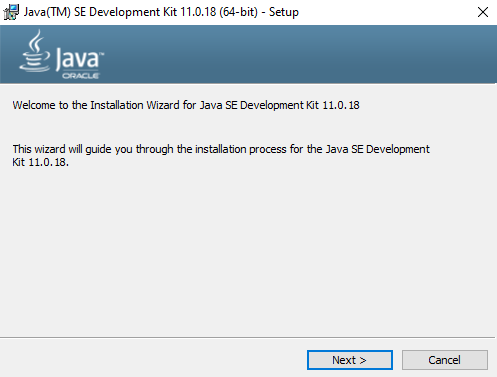 Java(TM) SE Development Kit 11.0.18 (64-bit) - Setup
Java™
ORACLE
Welcome to the Installation Wizard for Java SE Development Kit 11.0.18
This wizard will guide you through the installation process for the Java SE Development
Kit 11.0.18.
Next >
Cancel